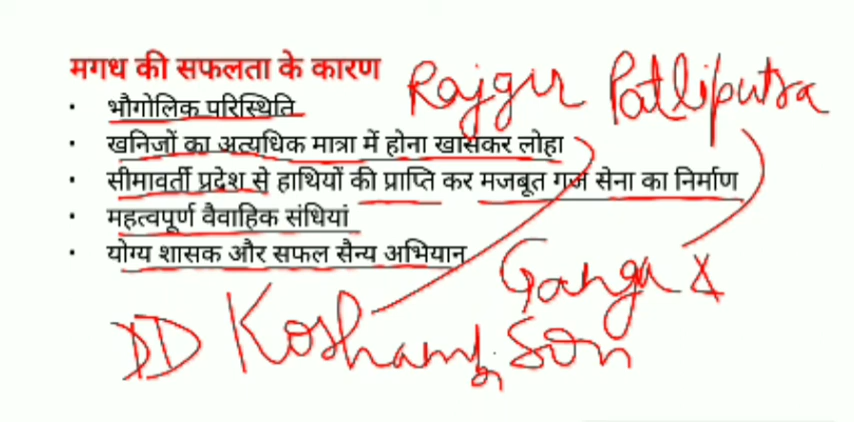 मगध की सफलता के कारण
Rajgir Patliputra
• भौगोलिक परिस्थिति
• खनिजों का अत्यधिक मात्रा में होना खासकर लोहा
• सीमावर्ती प्रदेश से हाथियों की प्राप्ति कर मजबूत गज सेना का निर्माण
• महत्वपूर्ण वैवाहिक संधियां
• योग्य शासक और सफल सैन्य अभियान
Ganga &
DD Koshambi Son